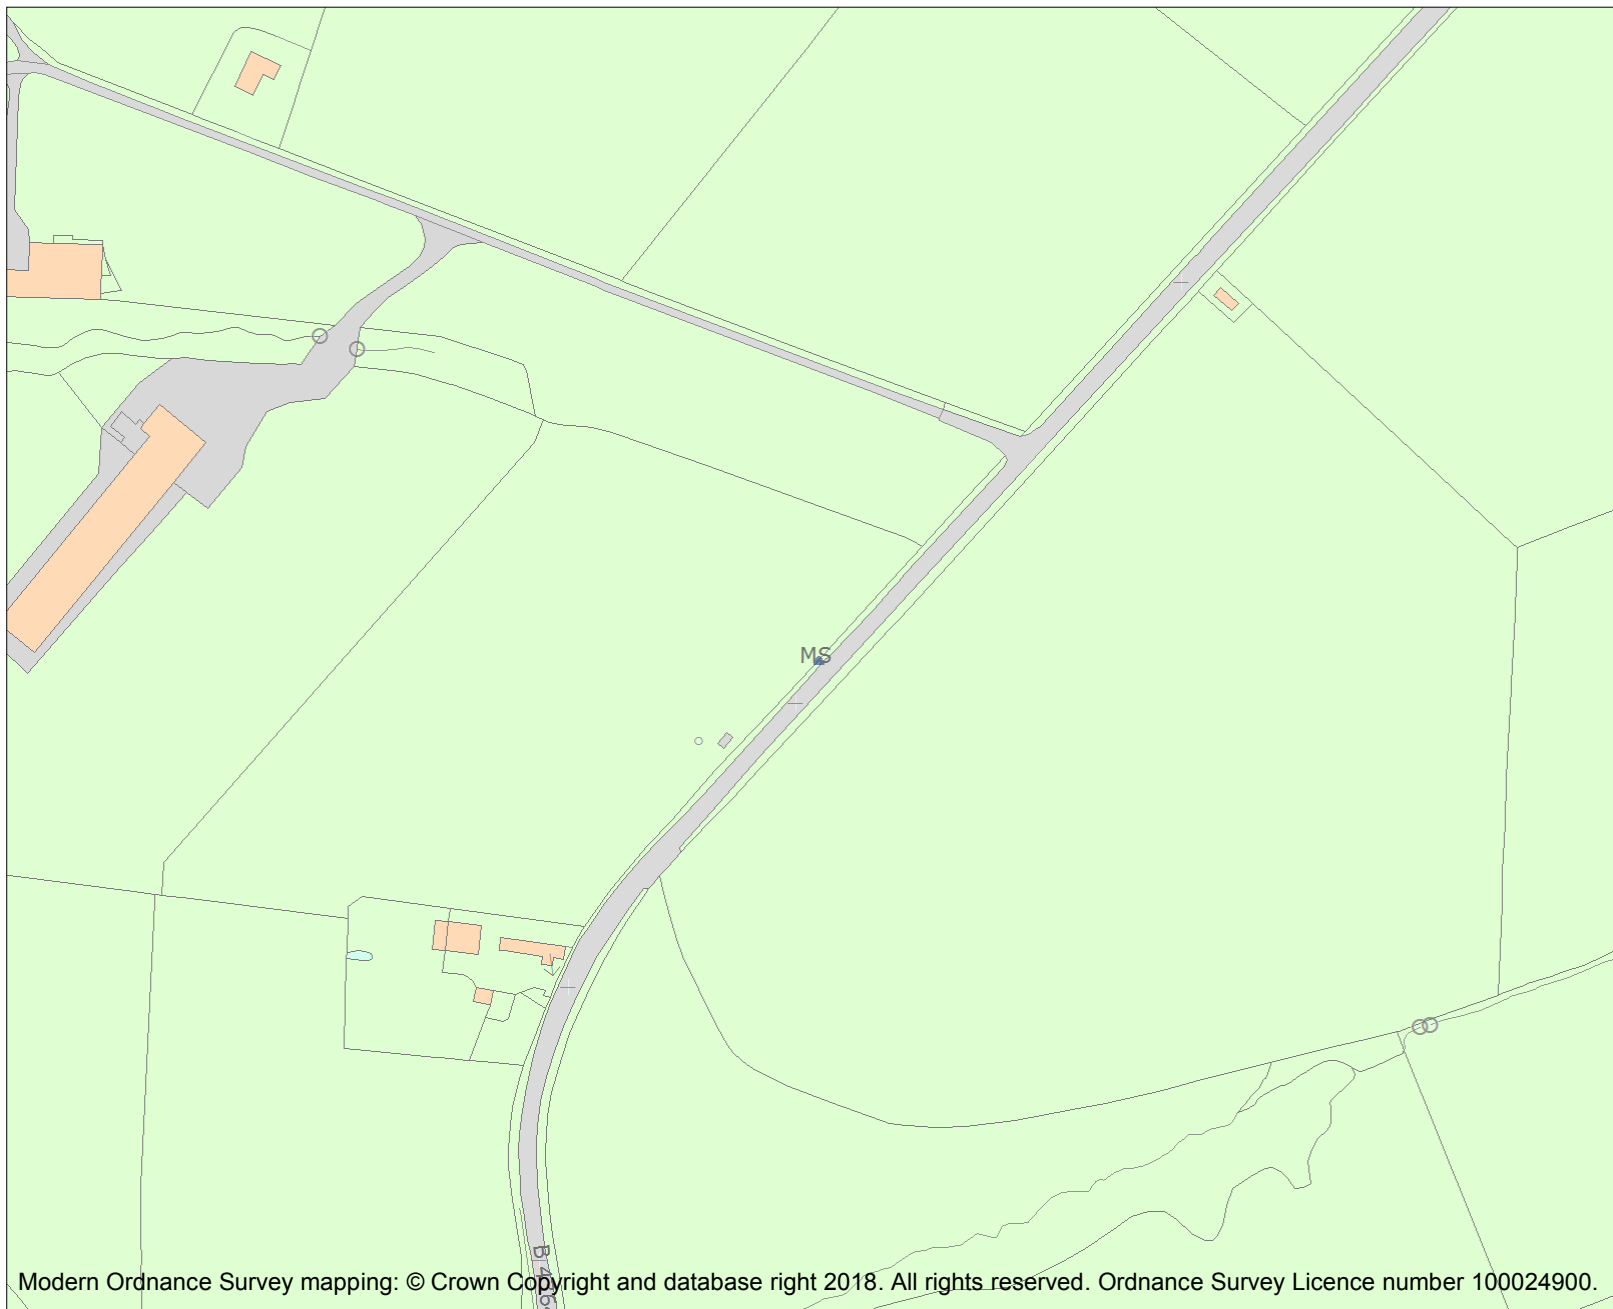 MS
Modern Ordnance Survey mapping: © Crown Copyright and database right 2018. All rights reserved. Ordnance Survey Licence number 100024900.